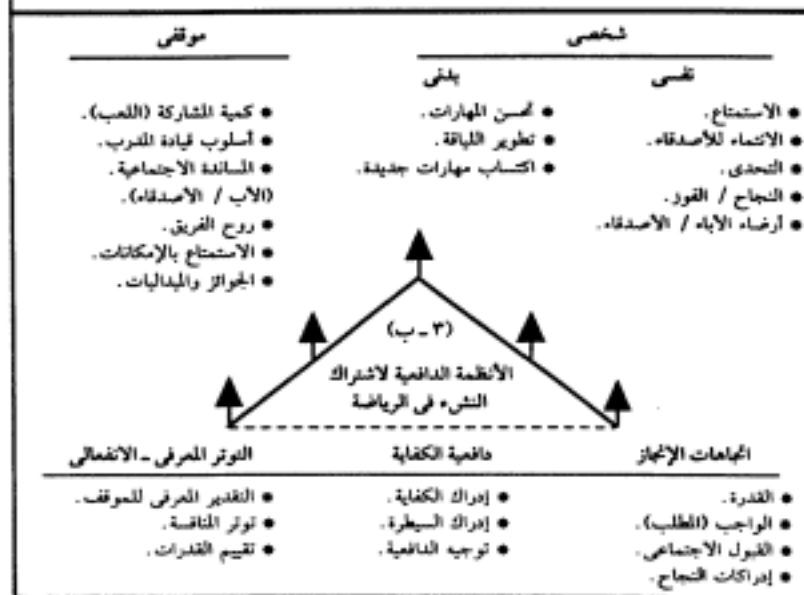 شخصى
موقفى
نفسى
بدنى
● الاستمتاع.
● الانتماء للأصدقاء.
● التحدى.
● النجاح / الفوز.
● أرضاء الآباء / الأصدقاء.
● تحسن المهارات.
● تطوير اللياقة.
● اكتساب مهارات جديدة.
● كمية المشاركة (اللعب).
● أسلوب قيادة المدرب.
● المساندة الاجتماعية.
(الأب / الأصدقاء).
● روح الفريق.
● الاستمتاع بالإمكانات.
● الجوائز والميداليات.
(٣ ـ ب)
الأنظمة الدافعية لاشتراك
النشء فى الرياضة
اتجاهات الإنجاز
● القدرة.
● الواجب (المطلب).
● القبول الاجتماعى.
● إدراكات النجاح.
دافعية الكفاية
● إدراك الكفاية.
● إدراك السيطرة.
● توجيه الدافعية.
التوتر المعرفى ـ الانفعالى
● التقدير المعرفى للموقف.
● توتر المنافسة.
● تقييم القدرات.